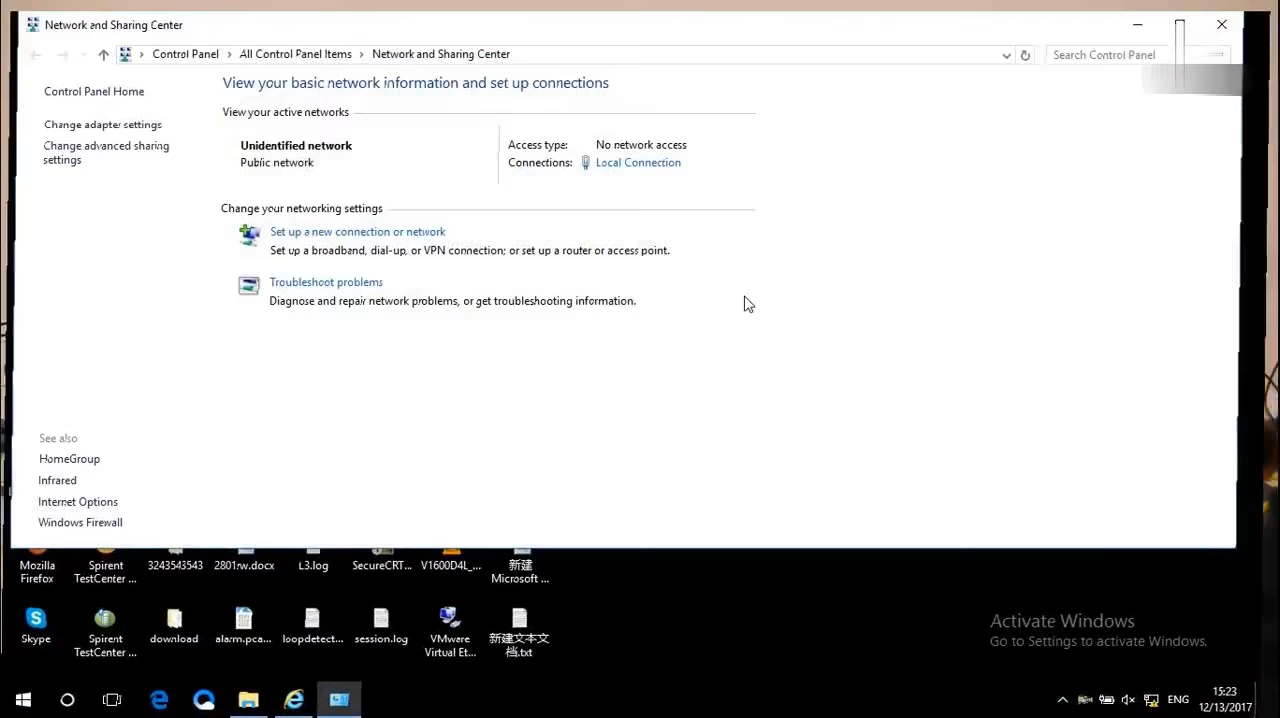 Network and Sharing Center
Control Panel > All Control Panel Items > Network and Sharing Center
Search Control Panel
Control Panel Home
Change adapter settings
Change advanced sharing
settings
View your basic network information and set up connections
View your active networks
Unidentified network
Public network
Access type: No network access
Connections: Local Connection
Change your networking settings
Set up a new connection or network
Set up a broadband, dial-up, or VPN connection; or set up a router or access point.
Troubleshoot problems
Diagnose and repair network problems, or get troubleshooting information.
See also
HomeGroup
Infrared
Internet Options
Windows Firewall
Mozilla Firefox
Spirent TestCenter ...
3243543543
2801rw.docx
L3.log
SecureCRT...
V1600D4L_...
新建 Microsoft ...
Skype
Spirent TestCenter ...
download
alarm.pca...
loopdetect...
session.log
VMware Virtual Et...
新建文本文档.txt
Activate Windows
Go to Settings to activate Windows.
ENG
15:23
12/13/2017